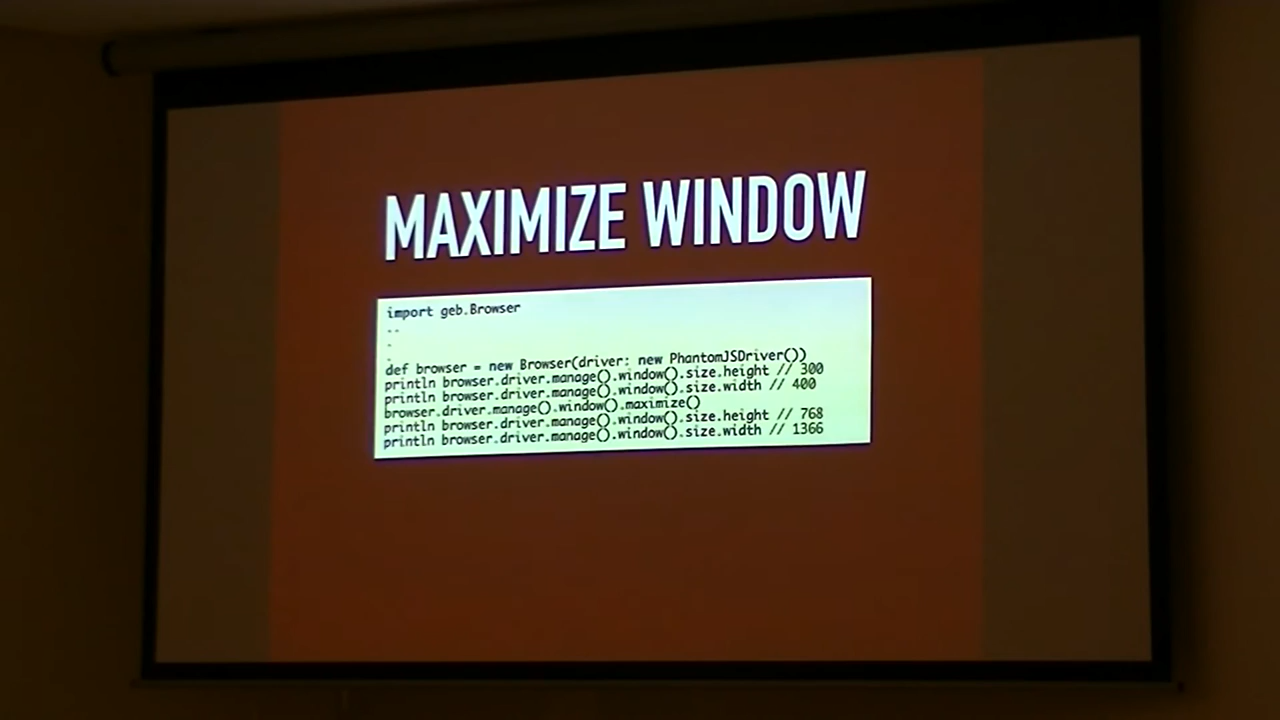 MAXIMIZE WINDOW
import geb.Browser
..
.
.
def browser = new Browser(driver: new PhantomJSDriver())
println browser.driver.manage().window().size.height // 300
println browser.driver.manage().window().size.width // 400
browser.driver.manage().window().maximize()
println browser.driver.manage().window().size.height // 768
println browser.driver.manage().window().size.width // 1366